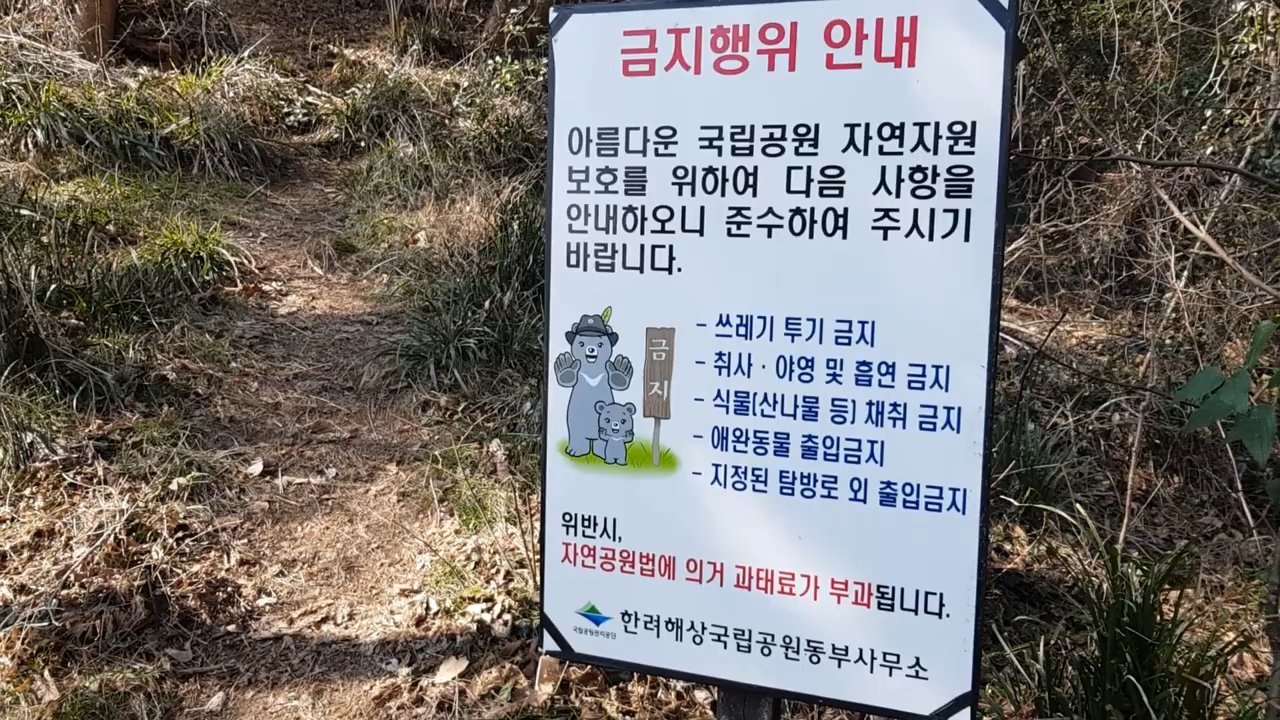 금지행위 안내
아름다운 국립공원 자연자원
보호를 위하여 다음 사항을
안내하오니 준수하여 주시기
바랍니다.
금
지
- 쓰레기 투기 금지
- 취사 · 야영 및 흡연 금지
- 식물(산나물 등) 채취 금지
- 애완동물 출입금지
- 지정된 탐방로 외 출입금지
위반시,
자연공원법에 의거 과태료가 부과됩니다.
국립공원관리공단
한려해상국립공원동부사무소